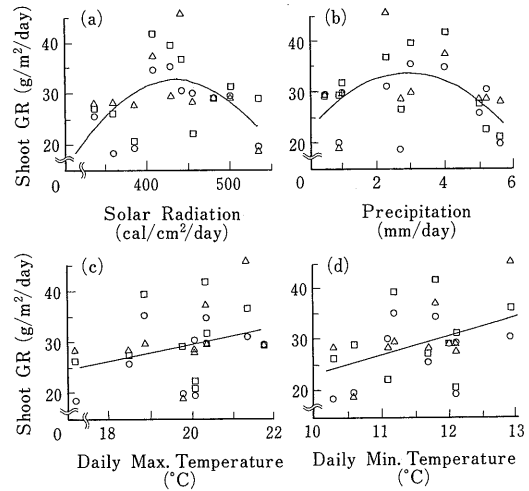 (a)
(b)
Shoot GR (g/m²/day)
40
30
20
40
30
20
400 500
0 2 4 6
Solar Radiation
(cal/cm²/day)
Precipitation
(mm/day)
(c)
(d)
Shoot GR (g/m²/day)
40
30
20
40
30
20
18 20 22
10 11 12 13
Daily Max. Temperature
(°C)
Daily Min. Temperature
(°C)